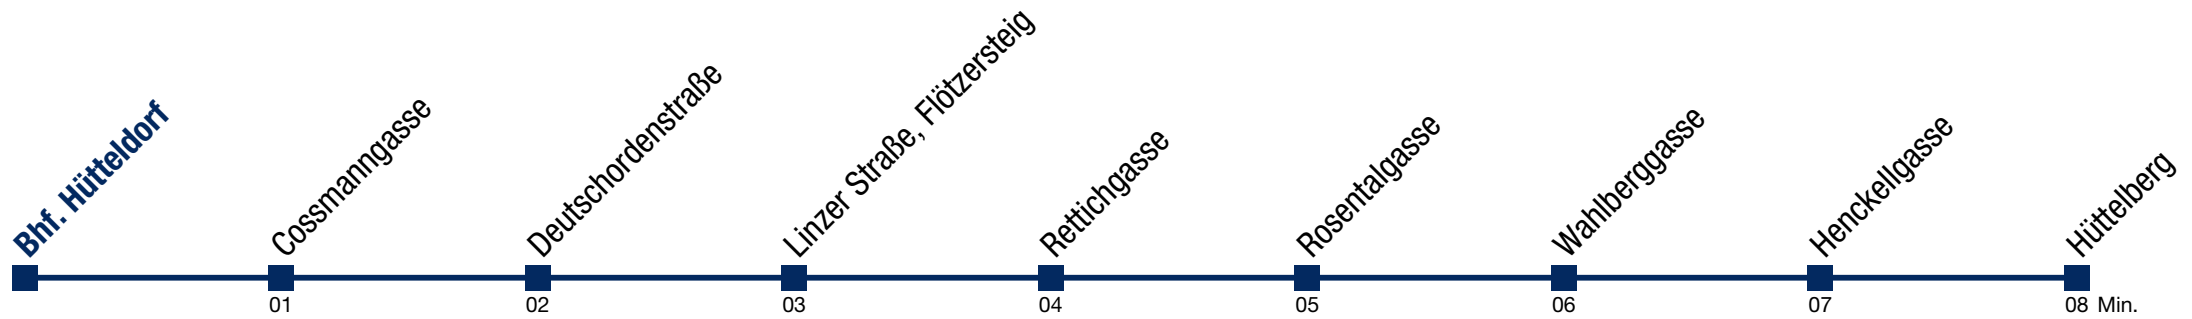 Bhf. Hütteldorf
Cossmanngasse
Deutschordenstraße
Linzer Straße, Flötzersteig
Rettichgasse
Rosentalgasse
Wahlberggasse
Henckellgasse
Hüttelberg
01
02
03
04
05
06
07
08 Min.